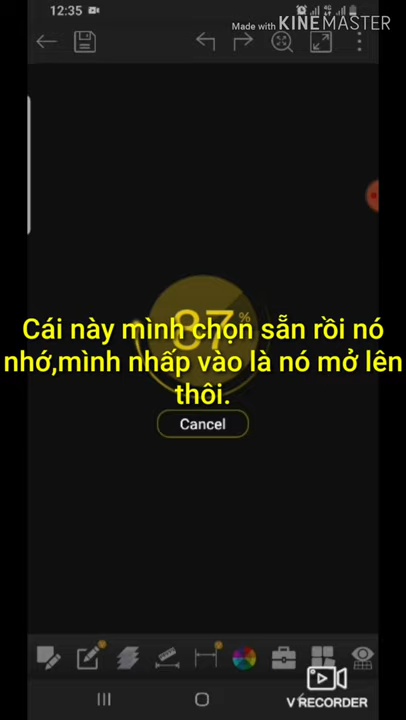 12:35
Made with KINEMASTER
87%
Cái này mình chọn sẵn rồi nó
nhớ,mình nhấp vào là nó mở lên
thôi.
Cancel
V RECORDER